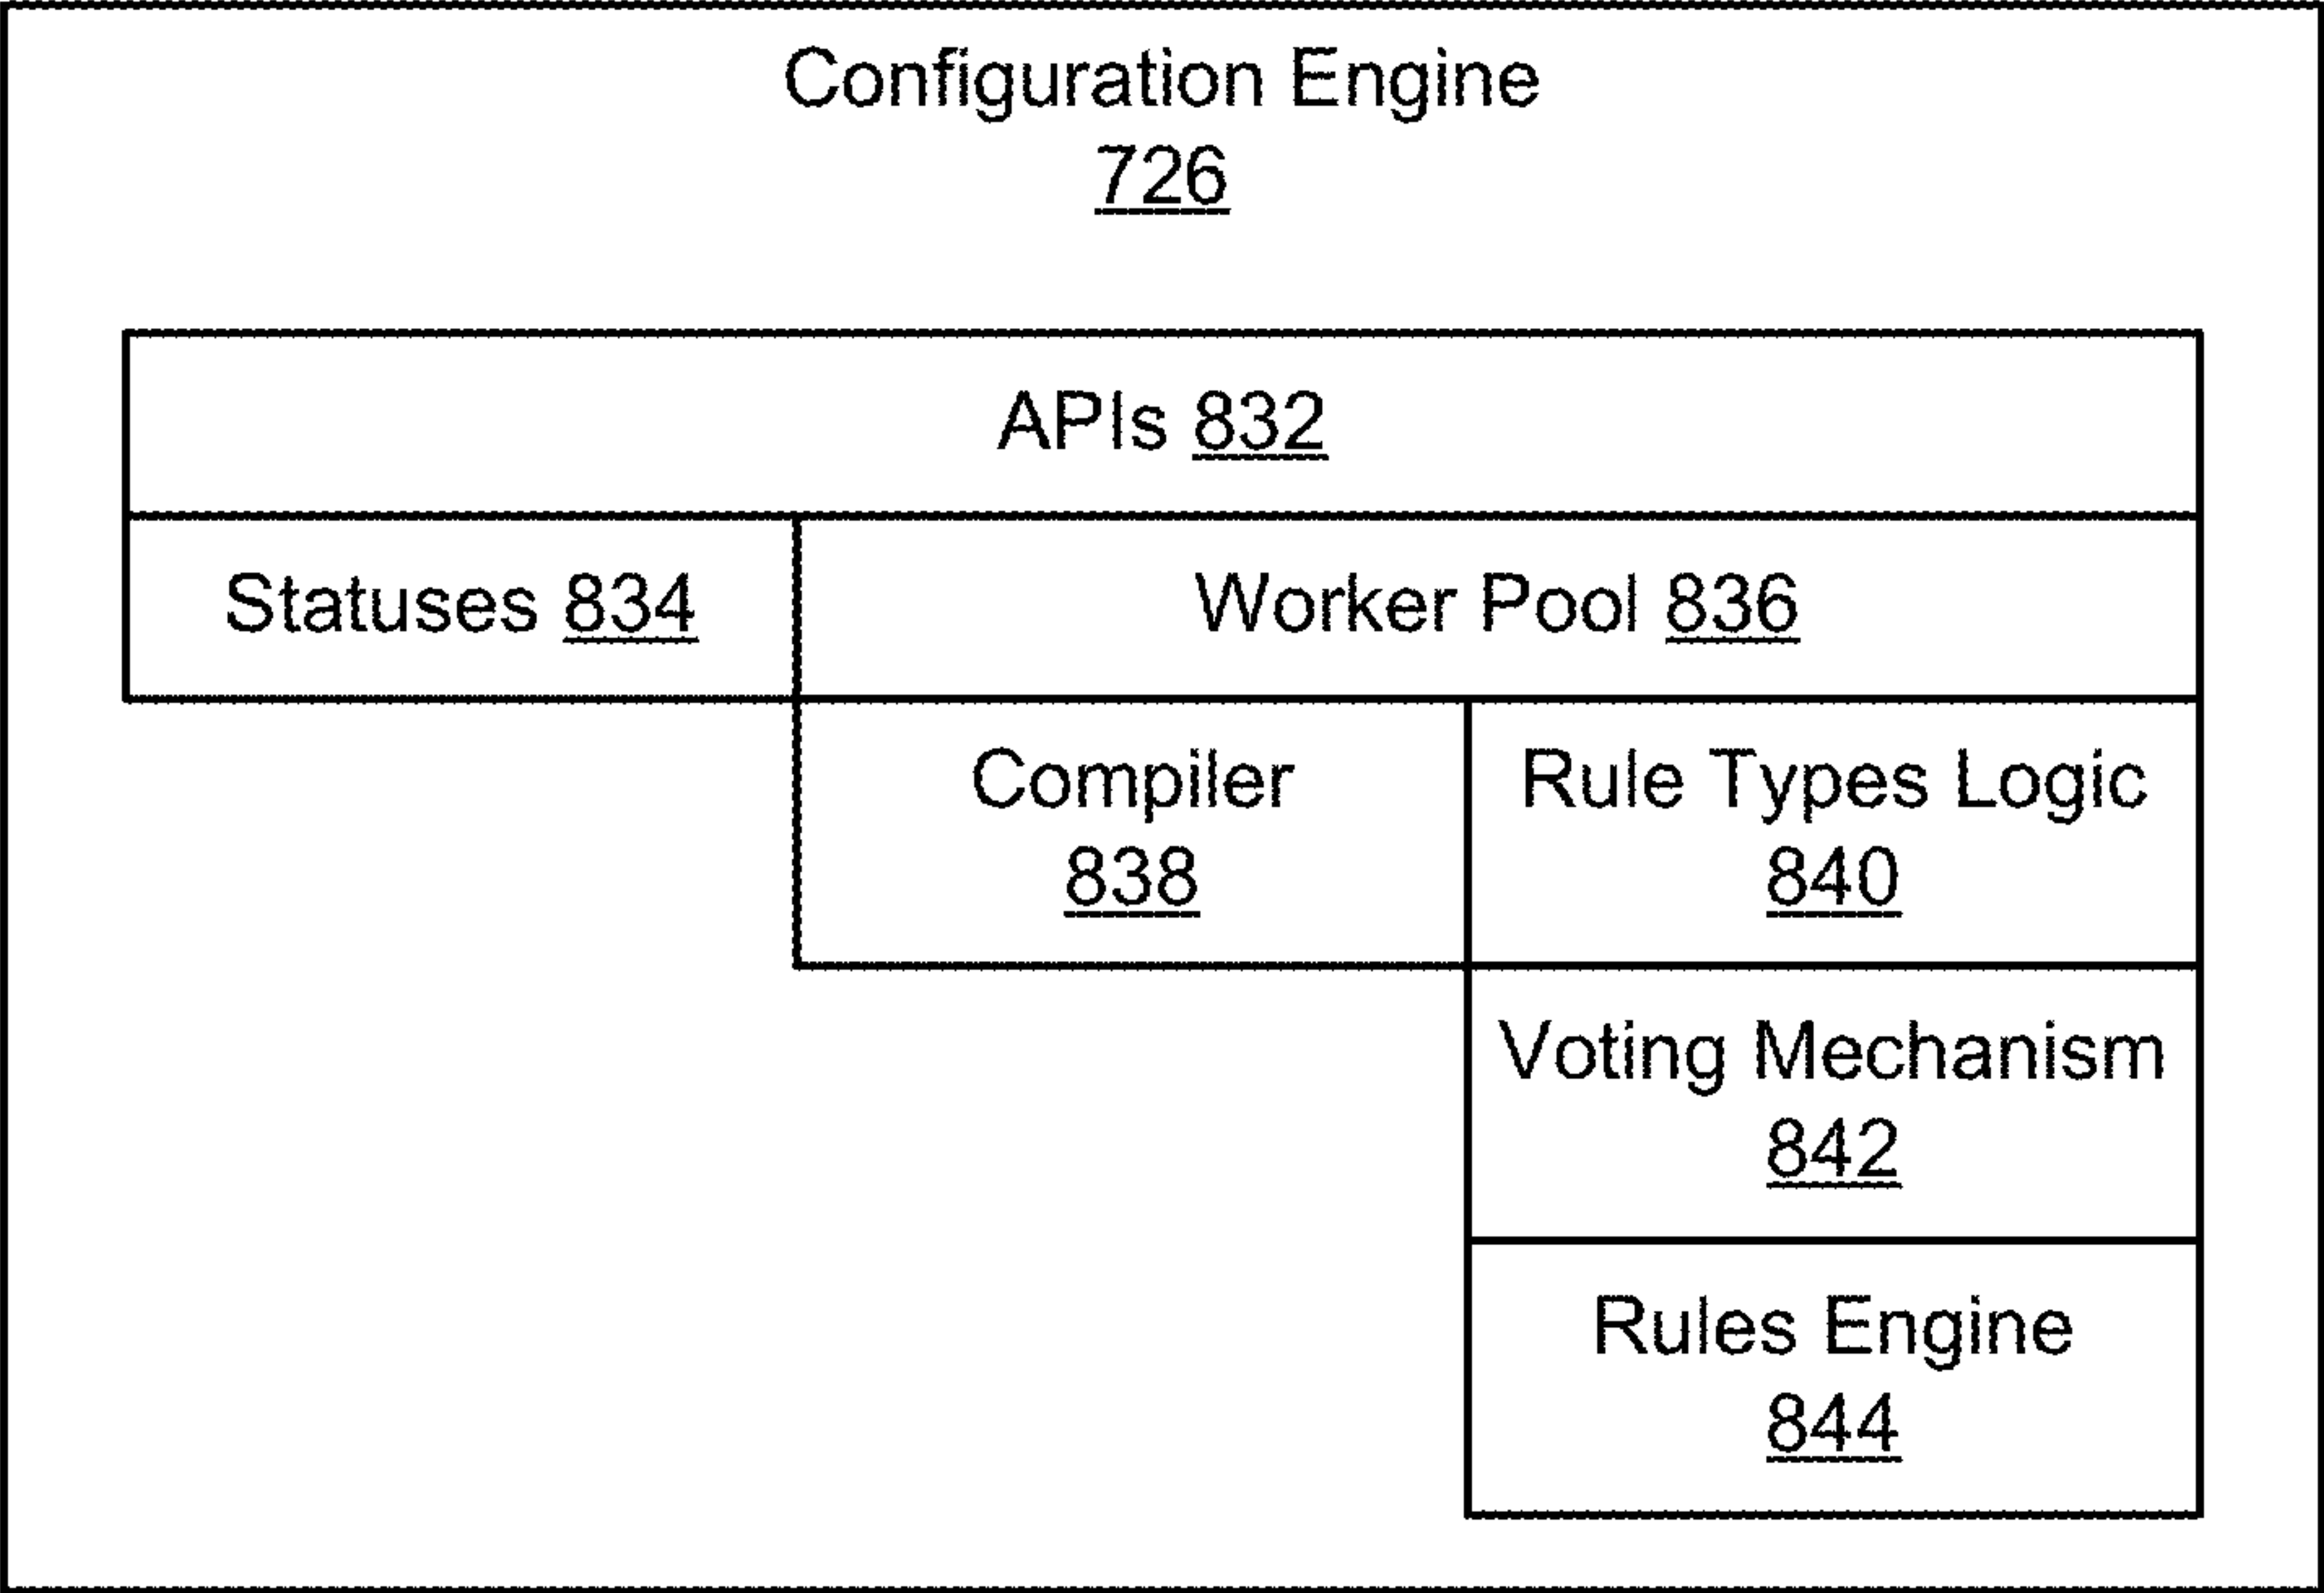 Configuration Engine
726
APIs 832
Statuses 834
Worker Pool 836
Compiler
838
Rule Types Logic
840
Voting Mechanism
842
Rules Engine
844